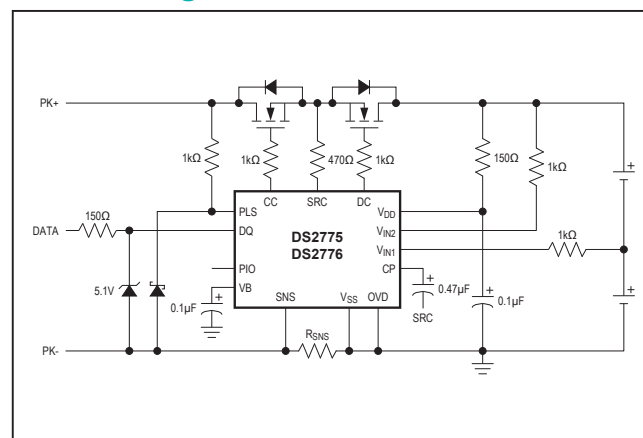 PK+
1kΩ
1kΩ
470Ω
1kΩ
150Ω
1kΩ
CC
SRC
DC
DATA
150Ω
PLS
DQ
PIO
VB
DS2775
DS2776
VDD
VIN2
VIN1
CP
1kΩ
5.1V
0.1µF
SNS
VSS
OVD
0.47µF
SRC
0.1µF
RSNS
PK-